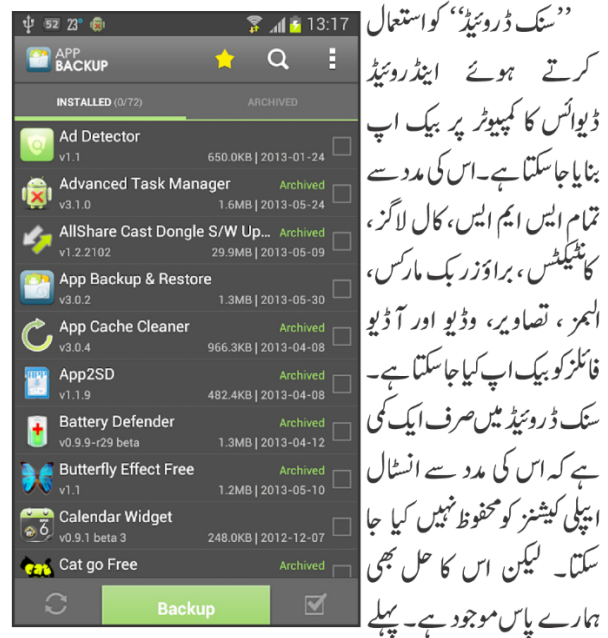 ’’سنک ڈروئیڈ‘‘ کو استعمال
کرتے ہوئے اینڈروئیڈ
ڈیوائس کا کمپیوٹر پر بیک اپ
بنایا جاسکتا ہے۔ اس کی مدد سے
تمام ایس ایم ایس، کال لاگز،
کانٹیکٹس، براؤزر بک مارکس،
البمز، تصاویر، وڈیو اور آڈیو
فائلز کو بیک اپ کیا جاسکتا ہے۔
سنک ڈروئیڈ میں صرف ایک کمی
ہے کہ اس کی مدد سے انسٹال
ایپلی کیشنز کو محفوظ نہیں کیا جا
سکتا۔ لیکن اس کا حل بھی
ہمارے پاس موجود ہے۔ پہلے
52 23° 13:17
APP
BACKUP
INSTALLED (0/72) ARCHIVED
Ad Detector
v1.1 650.0KB | 2013-01-24
Advanced Task Manager Archived
v3.1.0 1.6MB | 2013-05-24
AllShare Cast Dongle S/W Up... Archived
v1.2.2102 29.9MB | 2013-05-09
App Backup & Restore
v3.0.2 1.3MB | 2013-05-30
App Cache Cleaner Archived
v3.0.4 966.3KB | 2013-04-08
App2SD Archived
v1.1.9 482.4KB | 2013-04-08
Battery Defender Archived
v0.9.9-r29 beta 1.3MB | 2013-04-12
Butterfly Effect Free Archived
v1.1 1.2MB | 2013-05-10
Calendar Widget
v0.9.1 beta 3 248.0KB | 2012-12-07
Cat go Free Archived
Backup